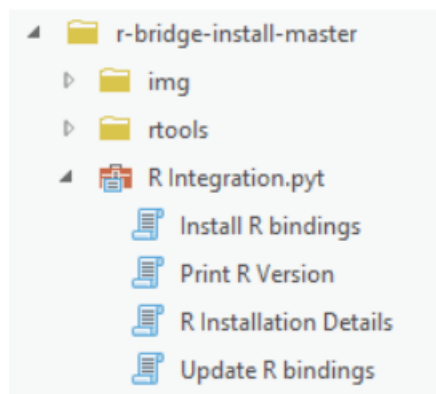 r-bridge-install-master
img
rtools
R Integration.pyt
Install R bindings
Print R Version
R Installation Details
Update R bindings